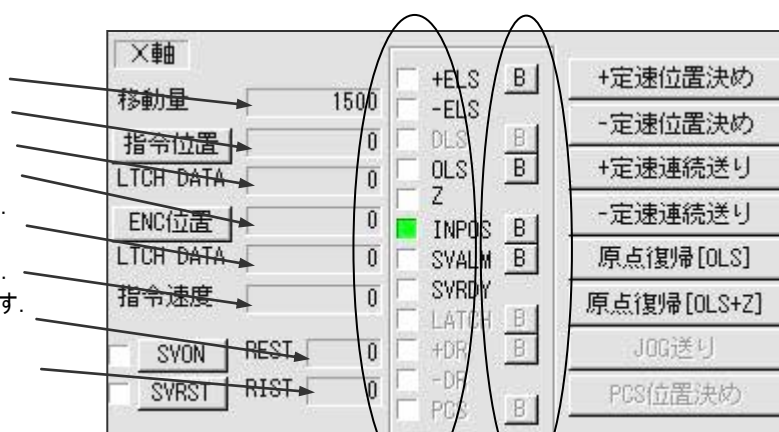 X軸
移動量 1500
指令位置 0
LTCH DATA 0
ENC位置 0
LTCH DATA 0
指令速度 0
SVON REST 0
SVRST RIST 0
+ELS B
-ELS
DLS B
OLS B
Z
INPOS B
SVALM B
SVRDY
LATCH B
+DR B
-DR
PCS B
+定速位置決め
-定速位置決め
+定速連続送り
-定速連続送り
原点復帰[OLS]
原点復帰[OLS+Z]
JOG送り
PCS位置決め
.
.
す.